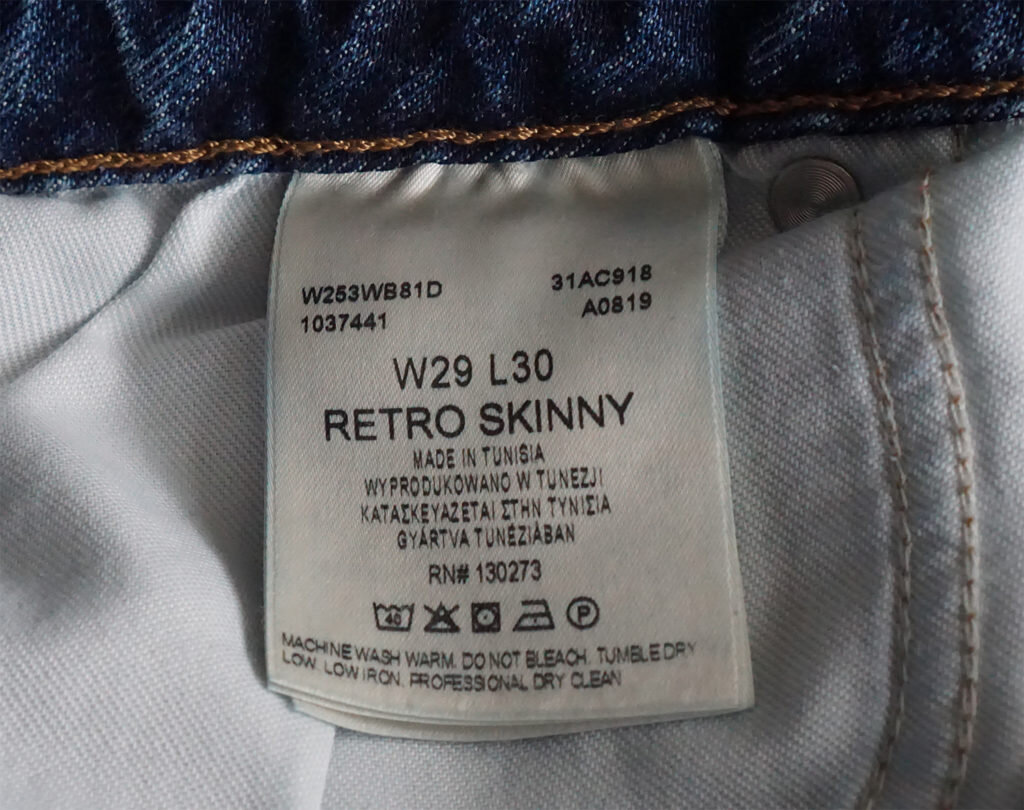 W253WB81D 31AC918
1037441 A0819
W29 L30
RETRO SKINNY
MADE IN TUNISIA
WYPRODUKOWANO W TUNEZJI
ΚΑΤΑΣΚΕΥΑΖΕΤΑΙ ΣΤΗΝ ΤΥΝΙΣΙΑ
GYÁRTVA TUNÉZIÁBAN
RN# 130273
40 P
MACHINE WASH WARM. DO NOT BLEACH. TUMBLE DRY
LOW. LOW IRON. PROFESSIONAL DRY CLEAN